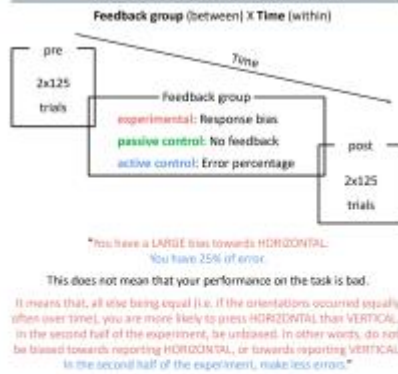 Feedback group (between) X Time (within)
Time
pre
2x125
trials
Feedback group
experimental: Response bias
passive control: No feedback
active control: Error percentage
post
2x125
trials
"You have a LARGE bias towards HORIZONTAL.
You have 25% of error.
This does not mean that your performance on the task is bad.
It means that, all else being equal (i.e. if the orientations occurred equally
often over time), you are more likely to press HORIZONTAL than VERTICAL.
In the second half of the experiment, be unbiased. In other words, do not
be biased towards reporting HORIZONTAL, or towards reporting VERTICAL.
In the second half of the experiment, make less errors."